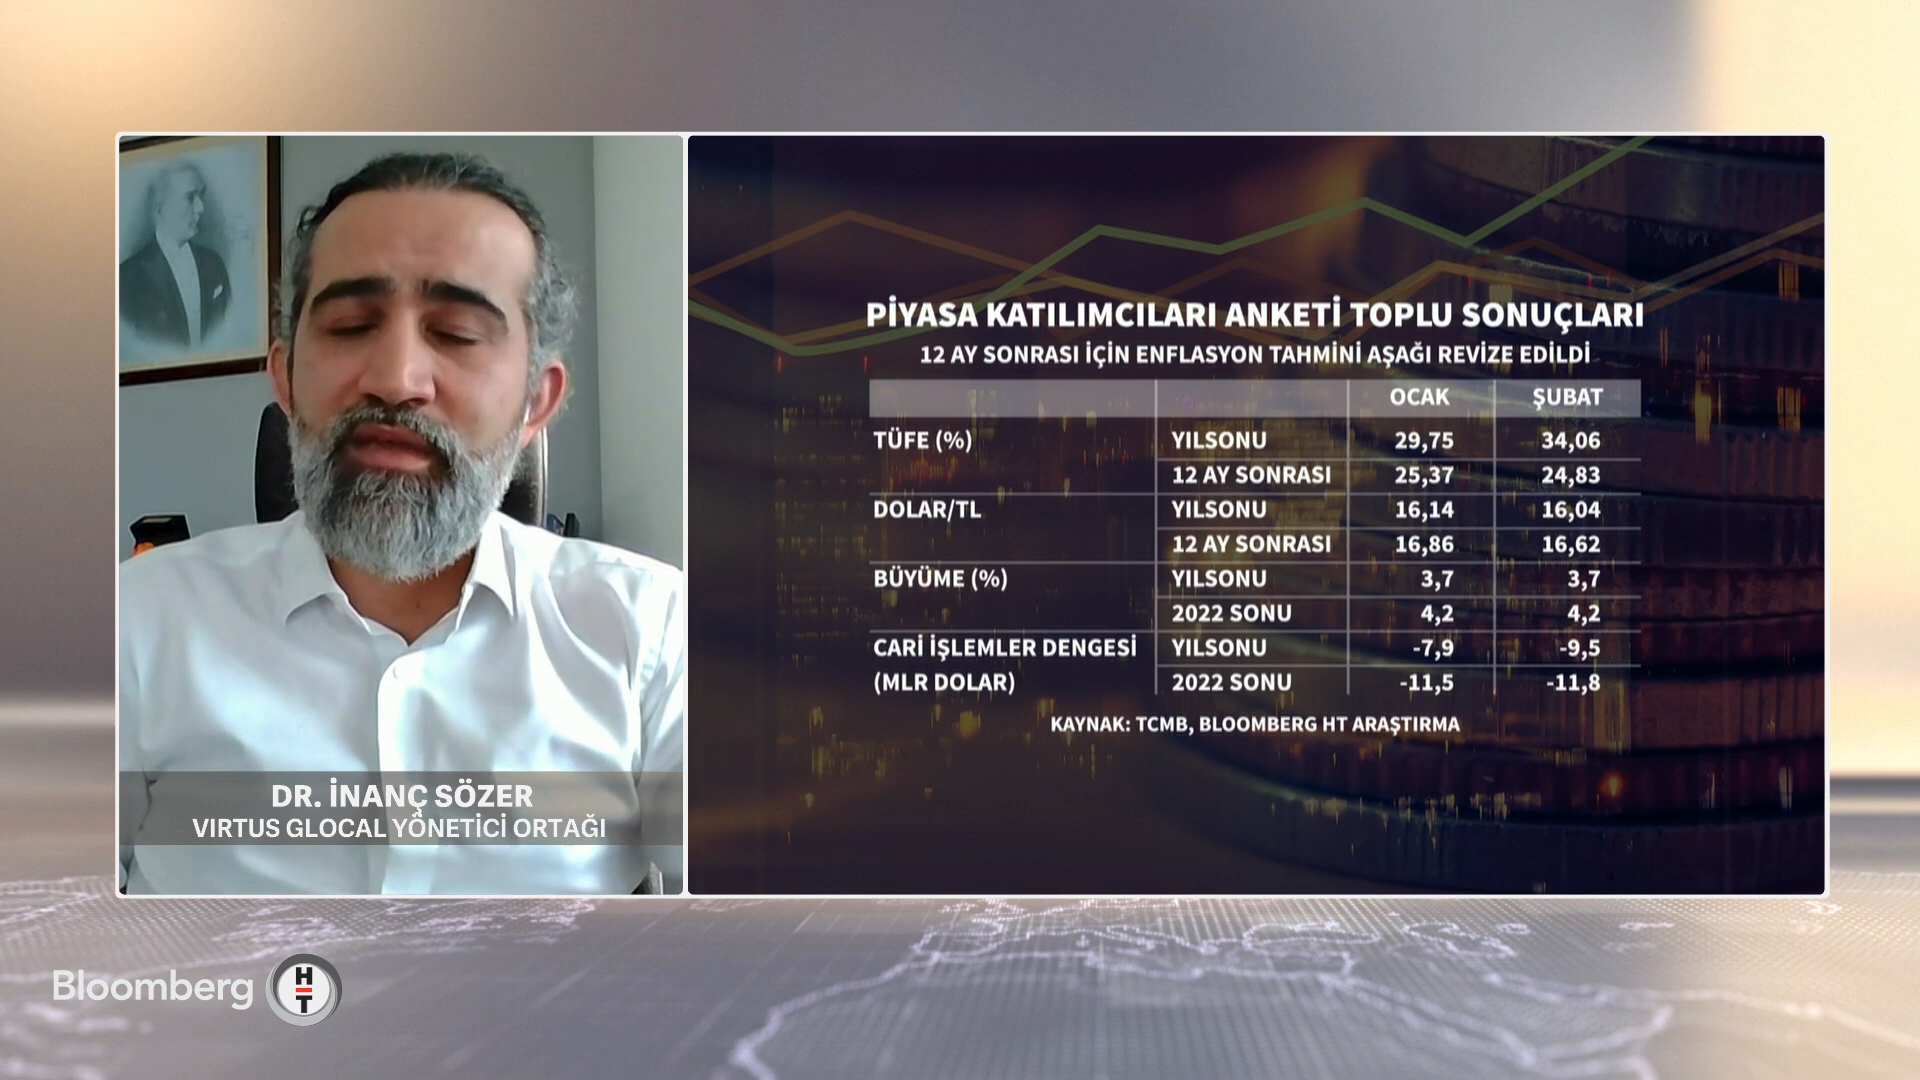 PİYASA KATILIMCILARI ANKETİ TOPLU SONUÇLARI
12 AY SONRASI İÇİN ENFLASYON TAHMİNİ AŞAĞI REVİZE EDİLDİ
OCAK ŞUBAT
TÜFE (%) YILSONU 29,75 34,06
12 AY SONRASI 25,37 24,83
DOLAR/TL YILSONU 16,14 16,04
12 AY SONRASI 16,86 16,62
BÜYÜME (%) YILSONU 3,7 3,7
2022 SONU 4,2 4,2
CARİ İŞLEMLER DENGESİ YILSONU -7,9 -9,5
(MLR DOLAR) 2022 SONU -11,5 -11,8
KAYNAK: TCMB, BLOOMBERG HT ARAŞTIRMA
DR. İNANÇ SÖZER
VIRTUS GLOCAL YÖNETİCİ ORTAĞI
Bloomberg HT